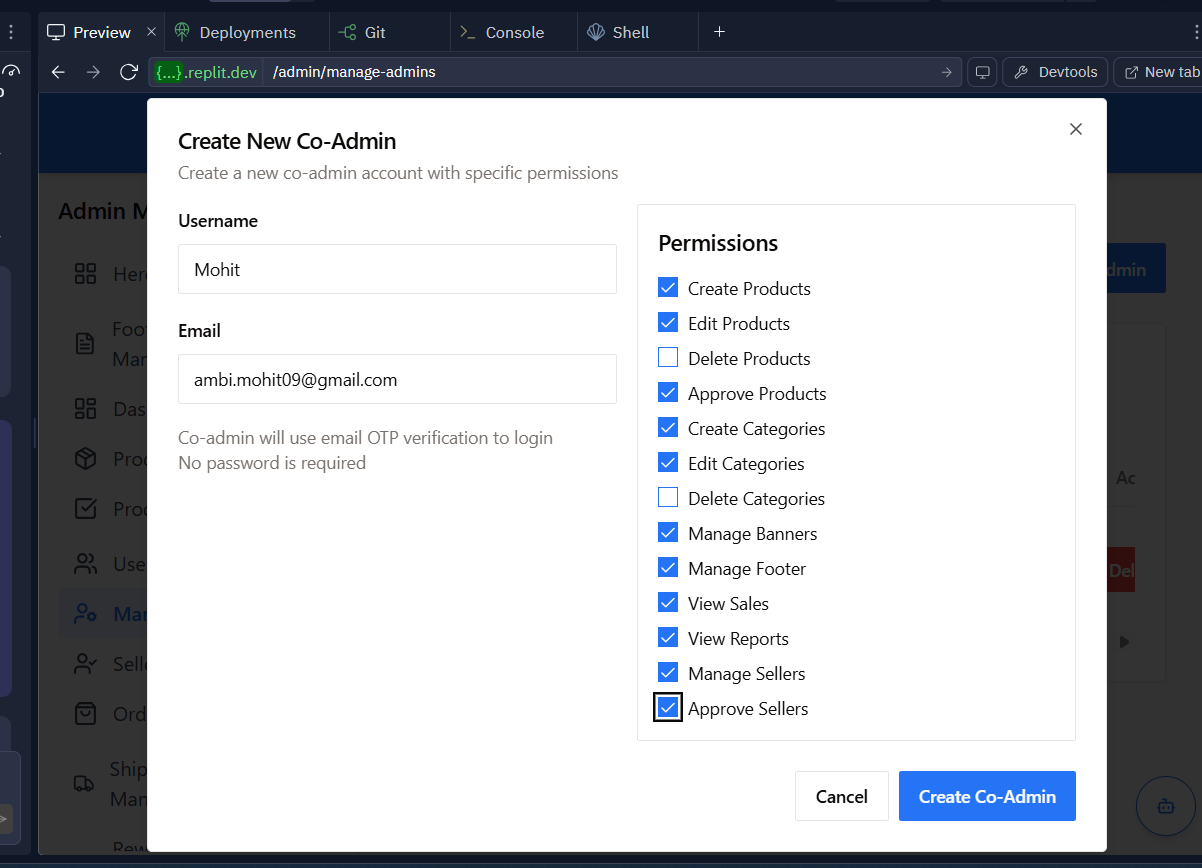 Preview
Deployments
Git
Console
Shell
{...}.replit.dev /admin/manage-admins
Devtools
New tab
Create New Co-Admin
Create a new co-admin account with specific permissions
Username
Mohit
Email
ambi.mohit09@gmail.com
Co-admin will use email OTP verification to login
No password is required
Permissions
Create Products
Edit Products
Delete Products
Approve Products
Create Categories
Edit Categories
Delete Categories
Manage Banners
Manage Footer
View Sales
View Reports
Manage Sellers
Approve Sellers
Cancel
Create Co-Admin
Admin M
Her
Foo
Man
Das
Pro
Pro
Use
Man
Selle
Ord
Ship
Man
dmin
Ac
Del